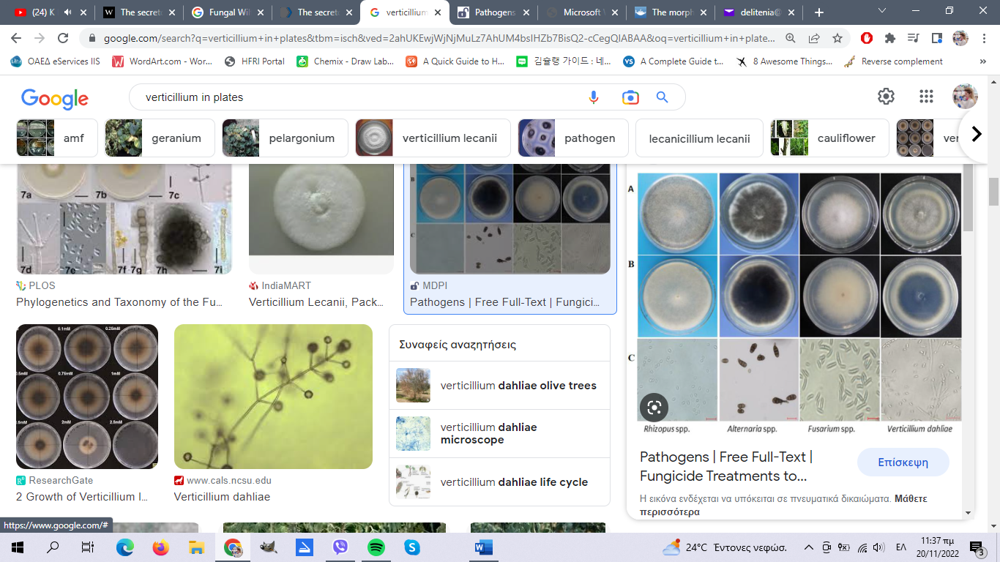 (24) K
The secret
Fungal Wil
The secret
verticillium
Pathogens
Microsoft W
The morph
delitenia@
google.com/search?q=verticillium+in+plates&tbm=isch&ved=2ahUKEwjWjNjMuLz7AhUM4bsIHZb7BisQ2-cCegQIABAA&oq=verticillium+in+plate...
ΟΑΕΔ eServices IIS
WordArt.com - Wor...
HFRI Portal
Chemix - Draw Lab...
A Quick Guide to H...
김슐랭 가이드 : 네...
A Complete Guide t...
8 Awesome Things...
Reverse complement
Google
verticillium in plates
amf
geranium
pelargonium
verticillium lecanii
pathogen
lecanicillium lecanii
cauliflower
ver
7a
7b
7c
7d
7e
7f
7g
7h
7i
PLOS
Phylogenetics and Taxonomy of the Fu...
IndiaMART
Verticillium Lecanii, Pack...
B
C
MDPI
Pathogens | Free Full-Text | Fungici...
0.1mM
0.25mM
0.5mM
0.75mM
1mM
.5mM
2mM
2.5mM
ResearchGate
2 Growth of Verticillium l...
www.cals.ncsu.edu
Verticillium dahliae
Συναφείς αναζητήσεις
verticillium dahliae olive trees
verticillium dahliae
microscope
verticillium dahliae life cycle
A
B
C
Rhizopus spp.
Alternaria spp.
Fusarium spp.
Verticillium dahliae
Pathogens | Free Full-Text |
Fungicide Treatments to...
Επίσκεψη
Η εικόνα ενδέχεται να υπόκειται σε πνευματικά δικαιώματα. Μάθετε
περισσότερα
https://www.google.com/#
24°C Έντονες νεφώσ.
ΕΛ
11:37 πμ
20/11/2022
3